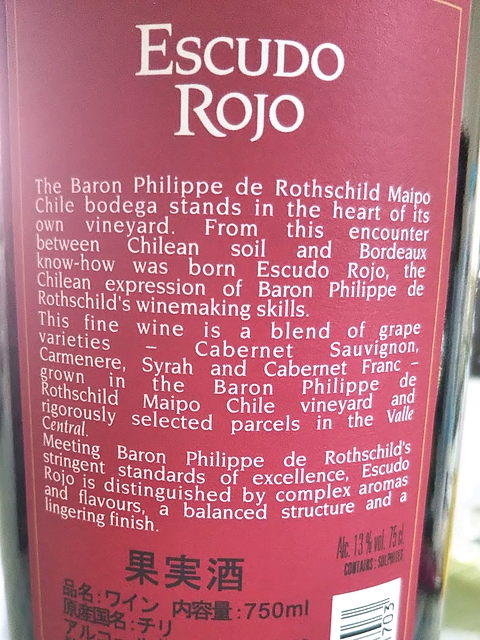 ESCUDO
ROJO
The Baron Philippe de Rothschild Maipo
Chile bodega stands in the heart of its
own vineyard. From this encounter
between Chilean soil and Bordeaux
know-how was born Escudo Rojo, the
Chilean expression of Baron Philippe de
Rothschild's winemaking skills.
This fine wine is a blend of grape
varieties – Cabernet Sauvignon,
Carmenere, Syrah and Cabernet Franc –
grown in the Baron Philippe de
Rothschild Maipo Chile vineyard and
rigorously selected parcels in the Valle
Central.
Meeting Baron Philippe de Rothschild's
stringent standards of excellence, Escudo
Rojo is distinguished by complex aromas
and flavours, a balanced structure and a
lingering finish.
Alc. 13 % vol. 75 cl.
CONTAINS: SULPHITES
果実酒
品名:ワイン 内容量:750ml
原産国名:チリ
アルコール
1703